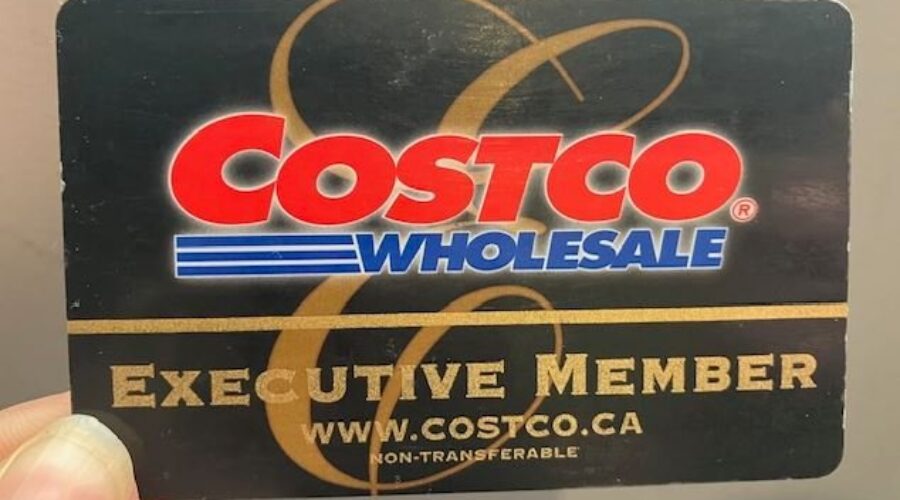 COSTCO®
WHOLESALE
EXECUTIVE MEMBER
WWW.COSTCO.CA
NON-TRANSFERABLE